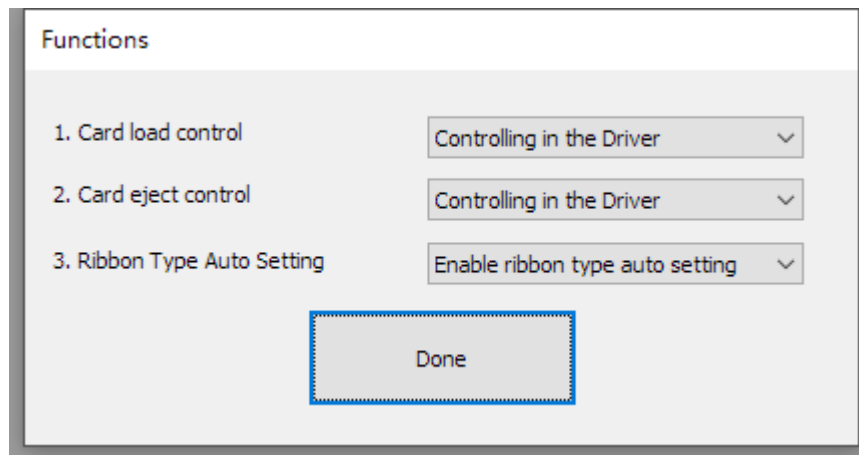 Functions
1. Card load control Controlling in the Driver
2. Card eject control Controlling in the Driver
3. Ribbon Type Auto Setting Enable ribbon type auto setting
Done